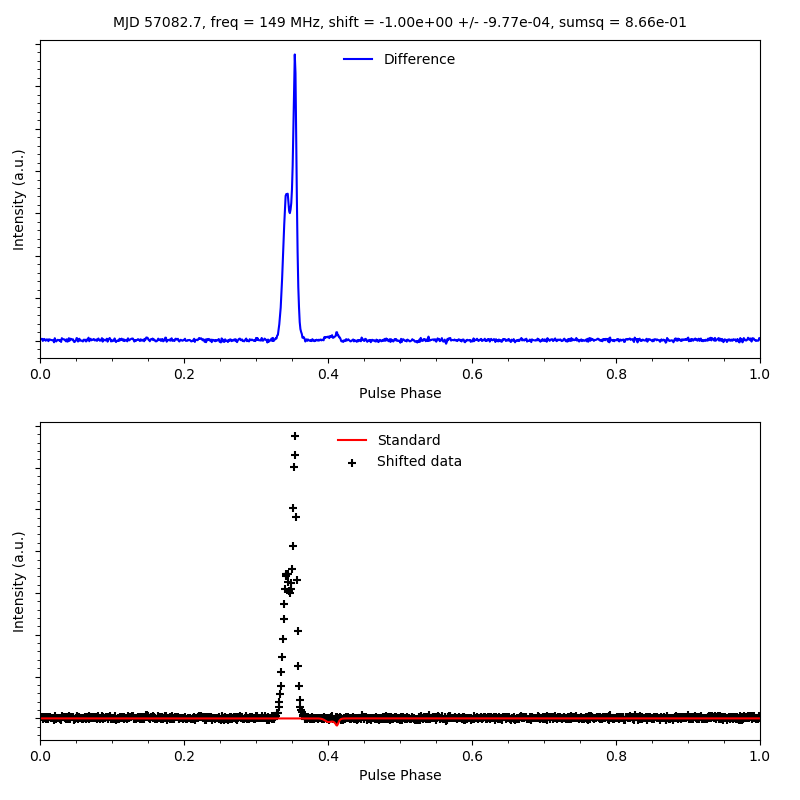 MJD 57082.7, freq = 149 MHz, shift = -1.00e+00 +/- -9.77e-04, sumsq = 8.66e-01
Difference
Intensity (a.u.)
0.0 0.2 0.4 0.6 0.8 1.0
Pulse Phase
Standard
Shifted data
Intensity (a.u.)
0.0 0.2 0.4 0.6 0.8 1.0
Pulse Phase